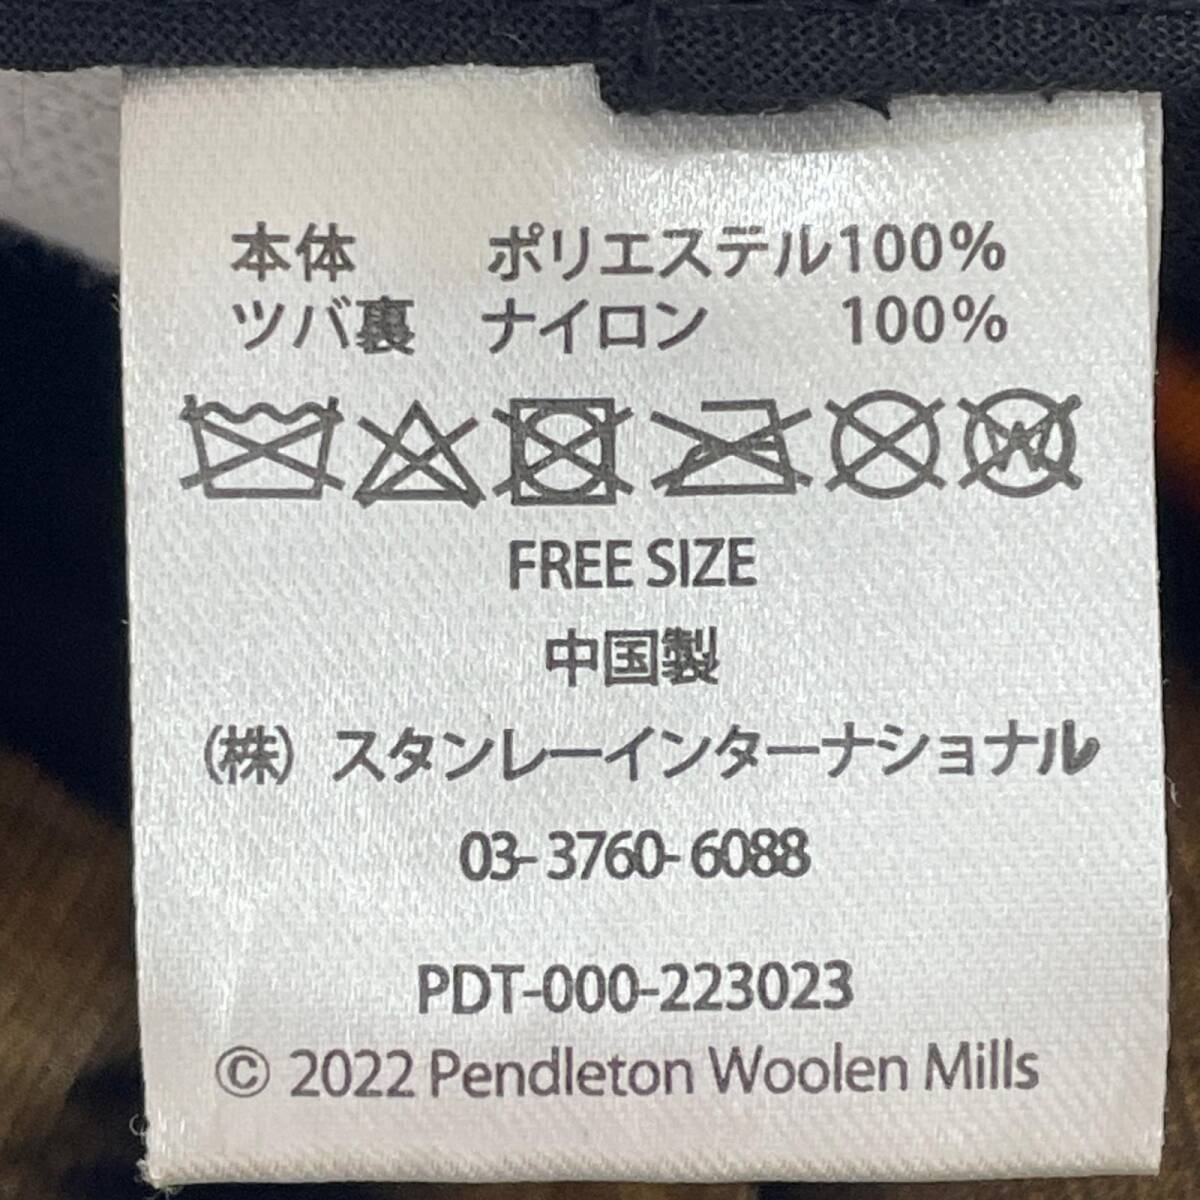 本体 ポリエステル100%
ツバ裏 ナイロン 100%
W
FREE SIZE
中国製
(株) スタンレーインターナショナル
03-3760-6088
PDT-000-223023
© 2022 Pendleton Woolen Mills